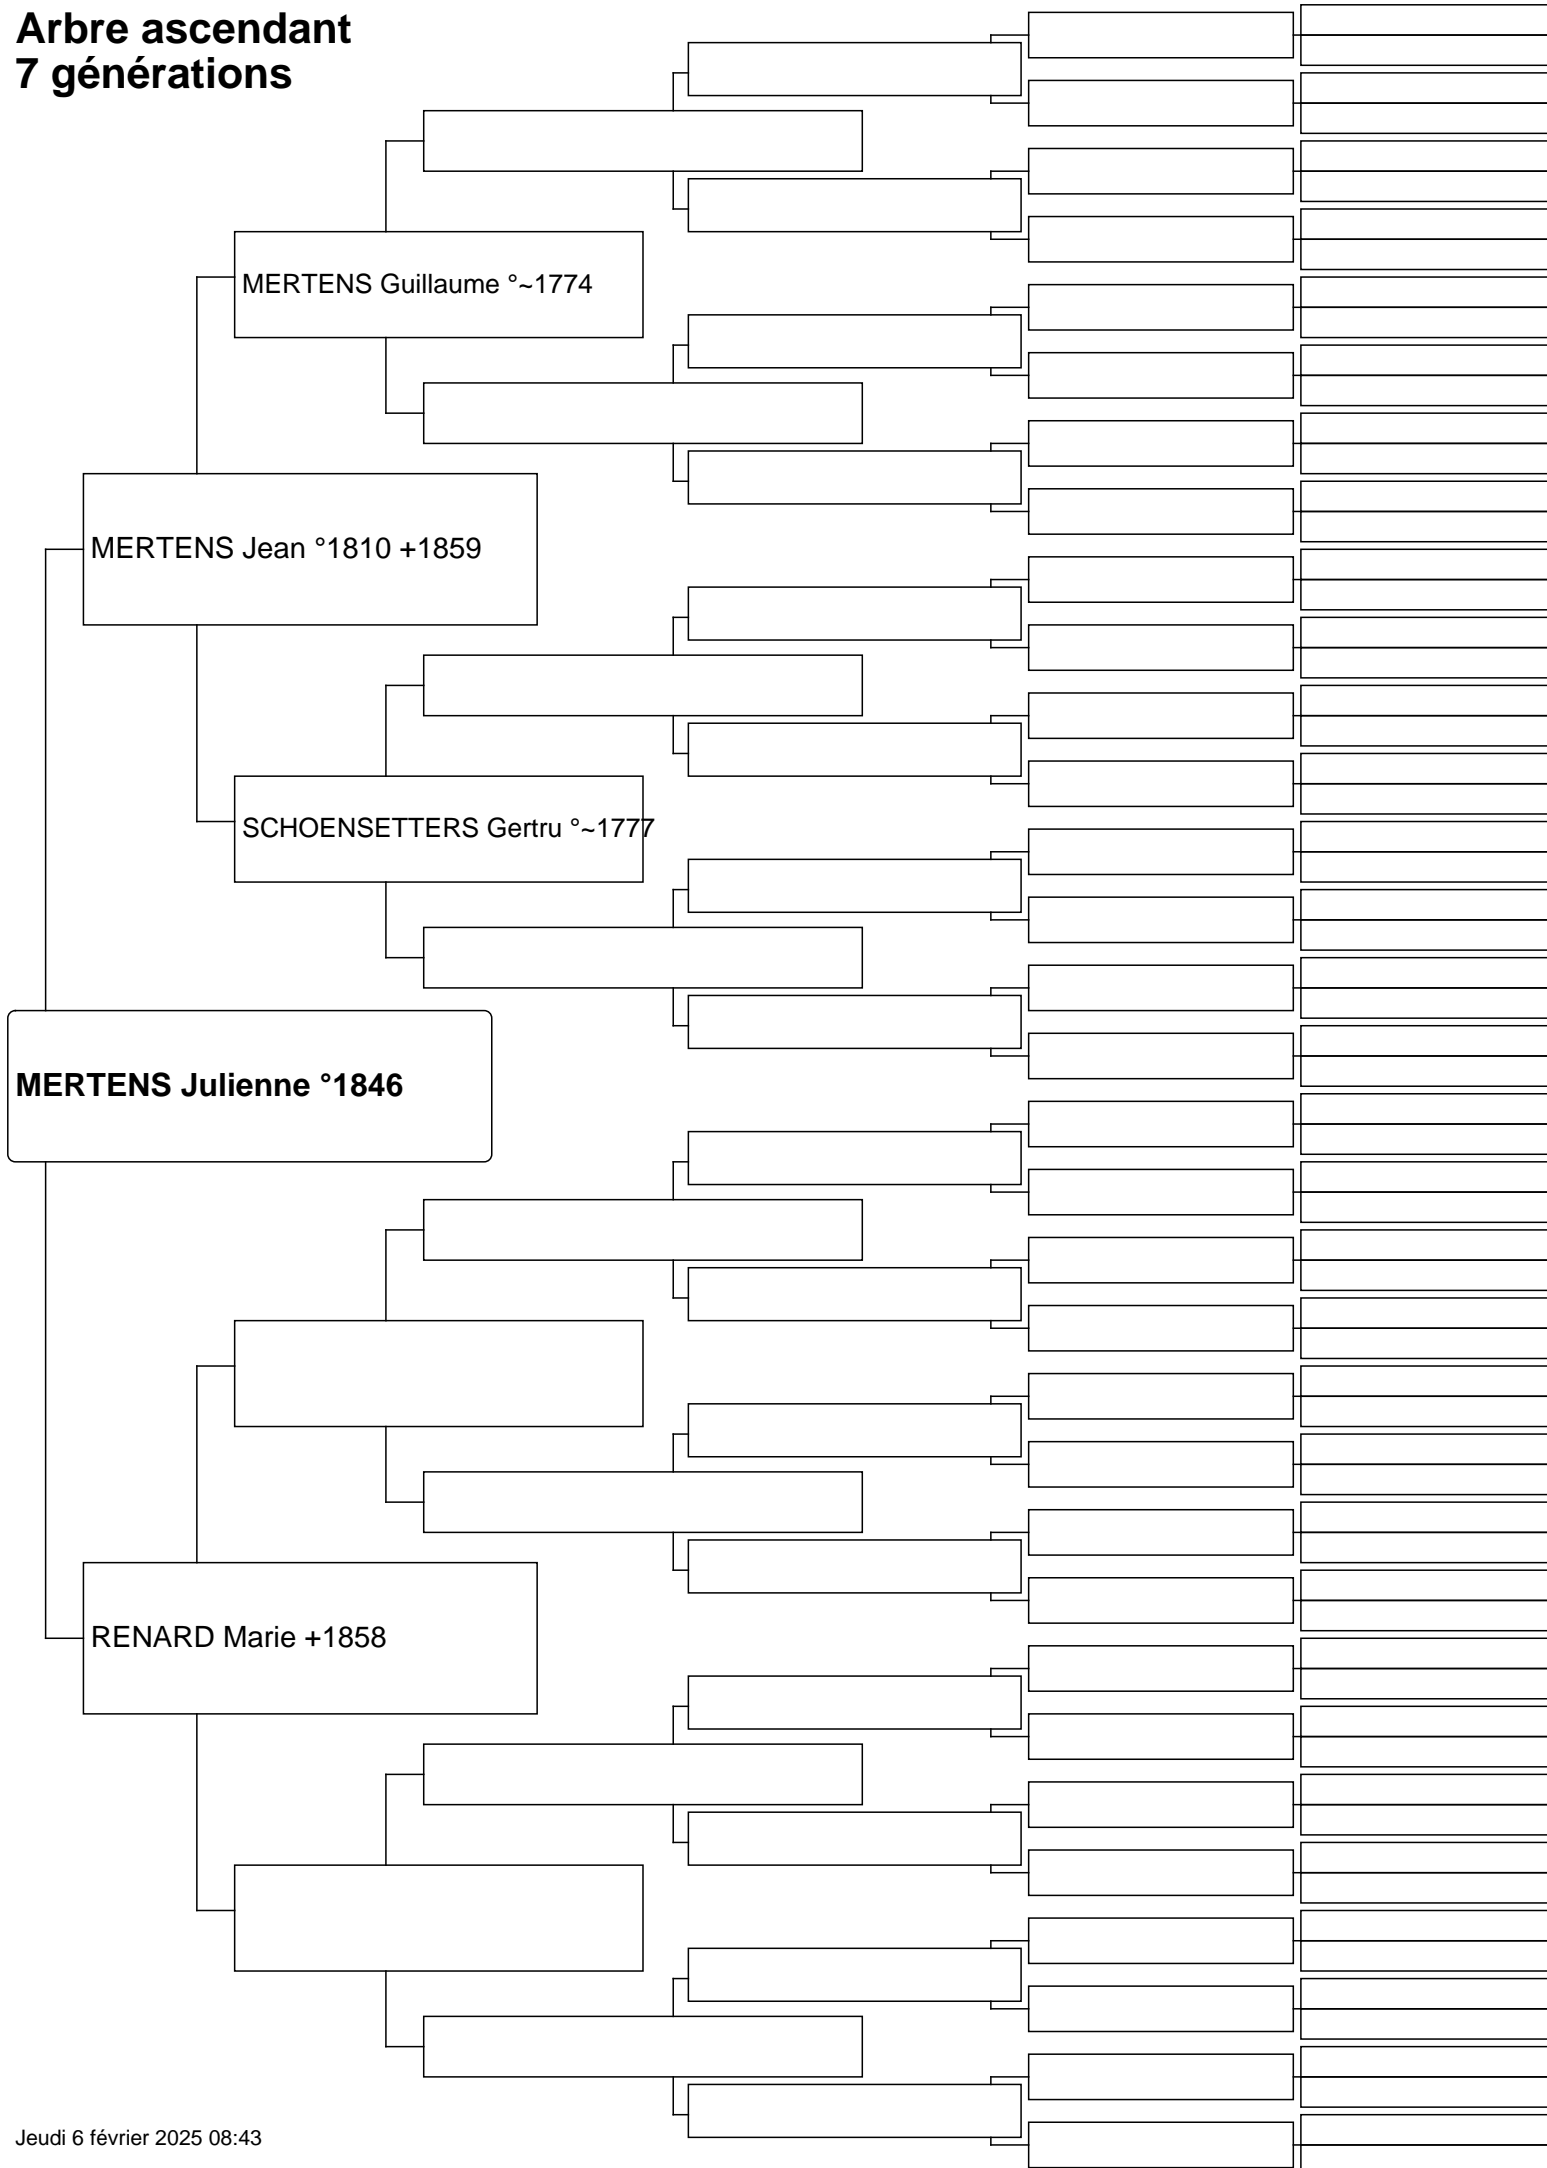 Arbre ascendant
7 générations
MERTENS Guillaume °~1774
MERTENS Jean °1810 +1859
SCHOENSETTERS Gertru °~1777
MERTENS Julienne °1846
RENARD Marie +1858
Jeudi 6 février 2025 08:43